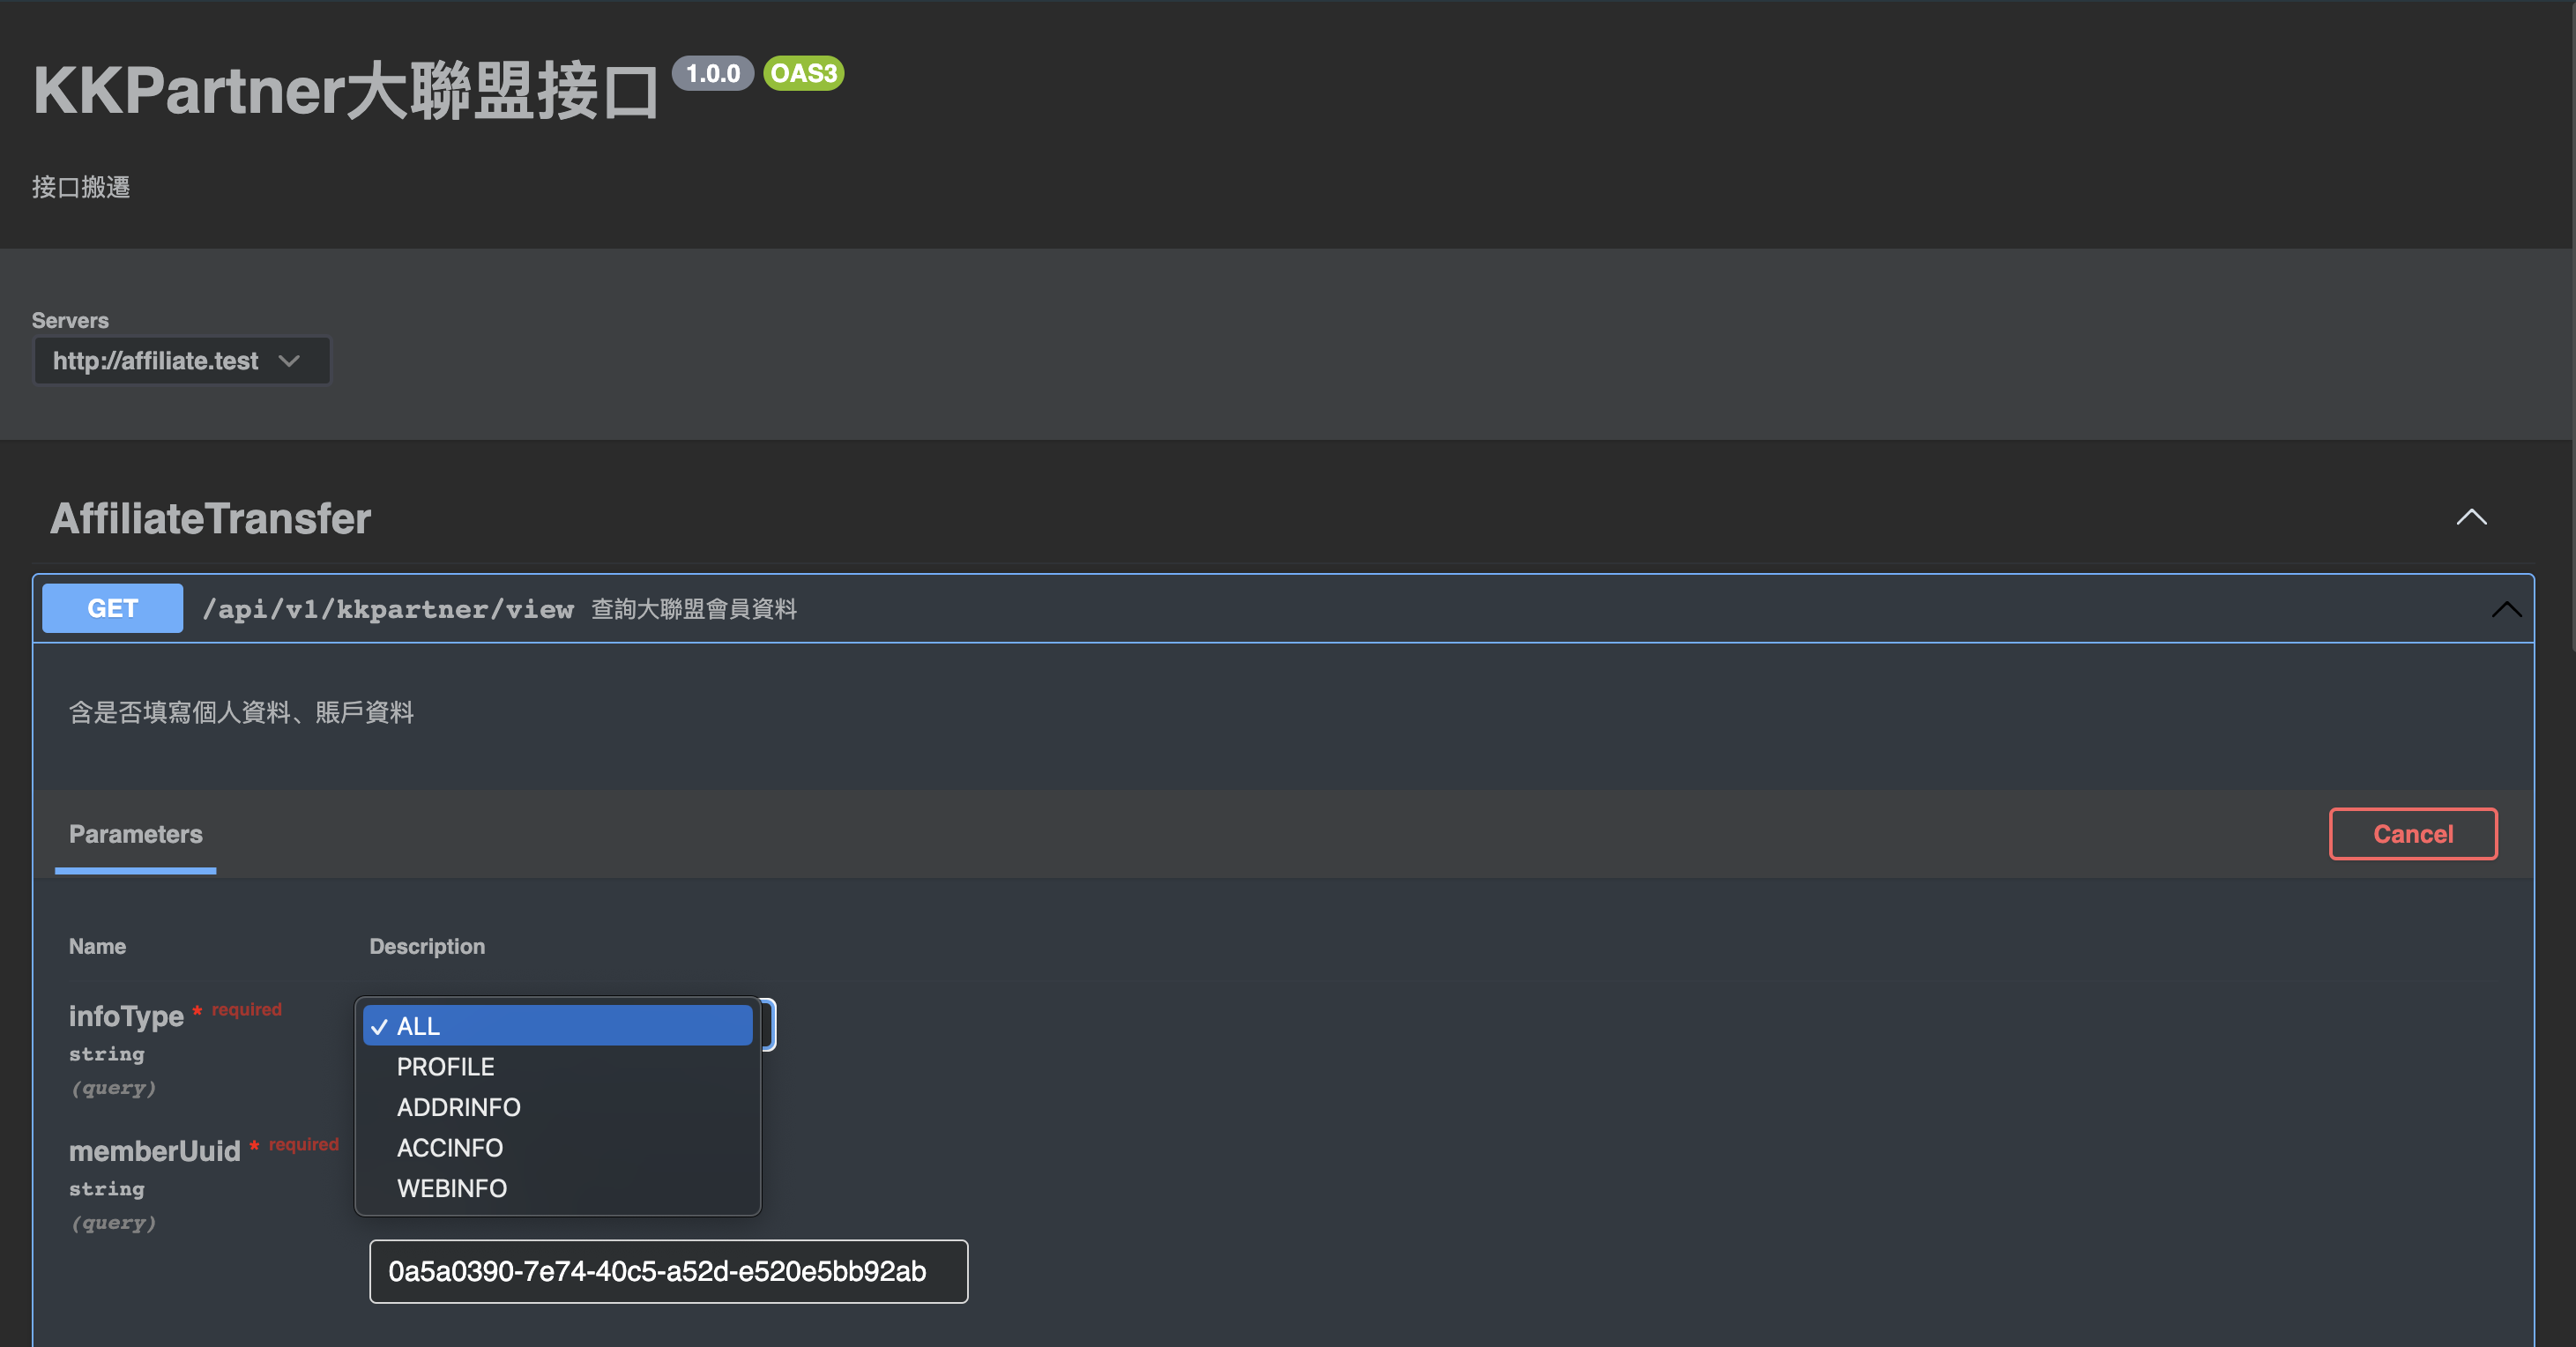 KKPartner大聯盟接口 1.0.0 OAS3
接口搬遷
Servers
http://affiliate.test
AffiliateTransfer
GET /api/v1/kkpartner/view 查詢大聯盟會員資料
含是否填寫個人資料、賬戶資料
Parameters
Cancel
Name Description
infoType * required
string
(query)
ALL
PROFILE
ADDRINFO
ACCINFO
WEBINFO
memberUuid * required
string
(query)
0a5a0390-7e74-40c5-a52d-e520e5bb92ab